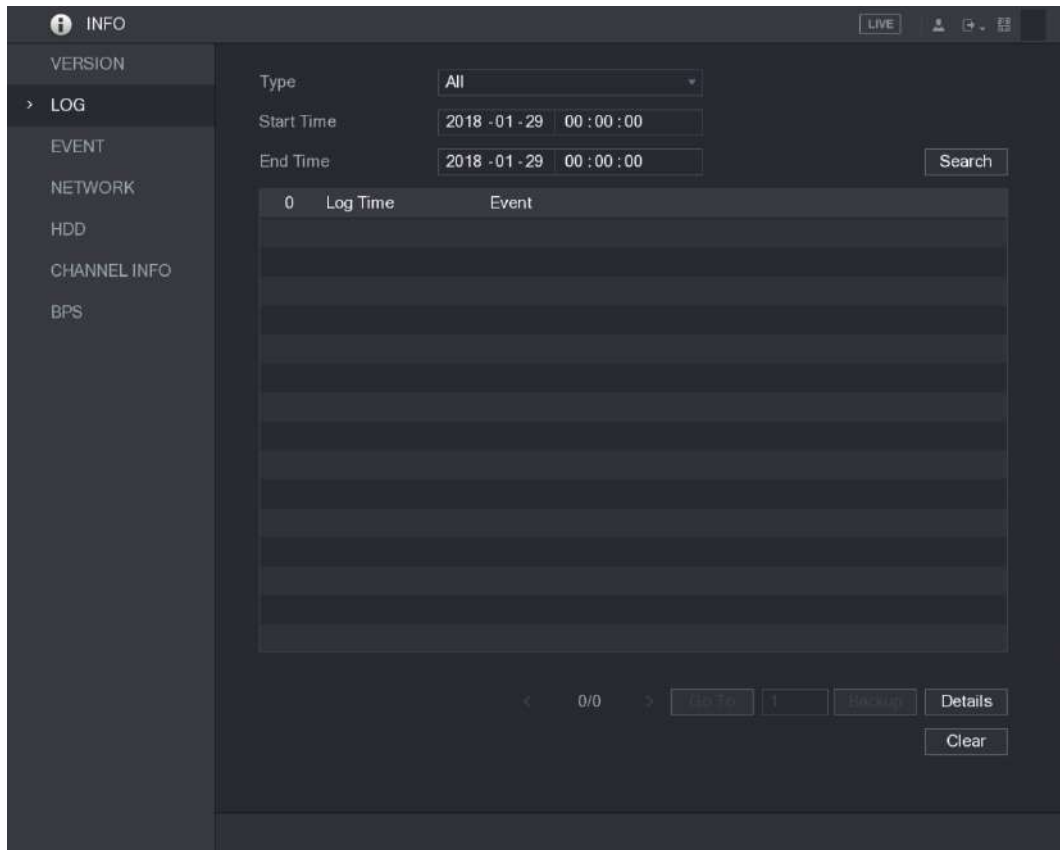 INFO
LIVE
VERSION
LOG
EVENT
NETWORK
HDD
CHANNEL INFO
BPS
Type All
Start Time 2018 -01 -29 00 : 00 : 00
End Time 2018 -01 -29 00 : 00 : 00 Search
0 Log Time Event
< 0/0 > Go To 1 Backup Details
Clear